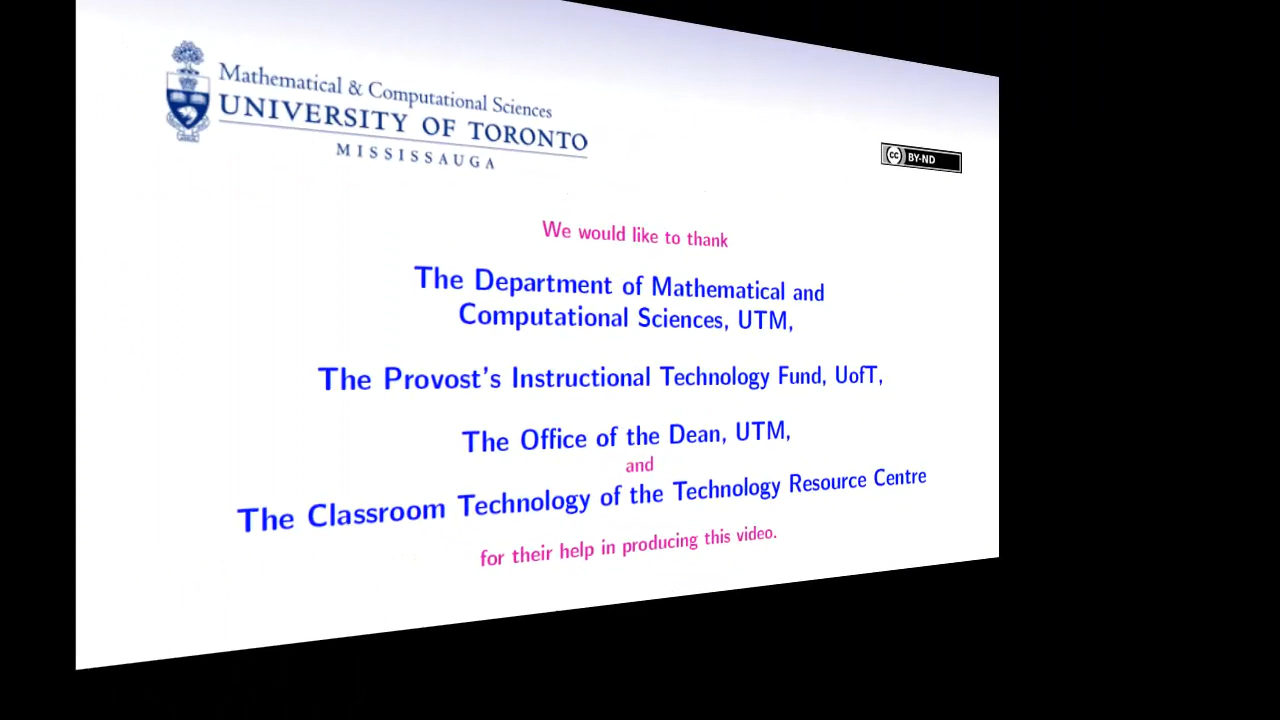 Mathematical & Computational Sciences
UNIVERSITY OF TORONTO
MISSISSAUGA
cc BY-ND
We would like to thank
The Department of Mathematical and
Computational Sciences, UTM,
The Provost's Instructional Technology Fund, UofT,
The Office of the Dean, UTM,
and
The Classroom Technology of the Technology Resource Centre
for their help in producing this video.